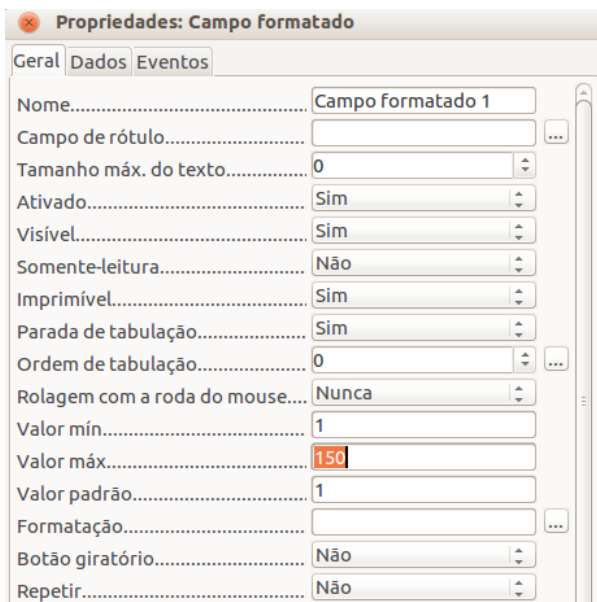 Propriedades: Campo formatado
Geral Dados Eventos
Nome........................................ Campo formatado 1
Campo de rótulo........................ ...
Tamanho máx. do texto.............. 0
Ativado..................................... Sim
Visível....................................... Sim
Somente-leitura......................... Não
Imprimível................................. Sim
Parada de tabulação................... Sim
Ordem de tabulação................... 0 ...
Rolagem com a roda do mouse.... Nunca
Valor mín................................... 1
Valor máx.................................. 150
Valor padrão.............................. 1
Formatação............................... ...
Botão giratório.......................... Não
Repetir...................................... Não